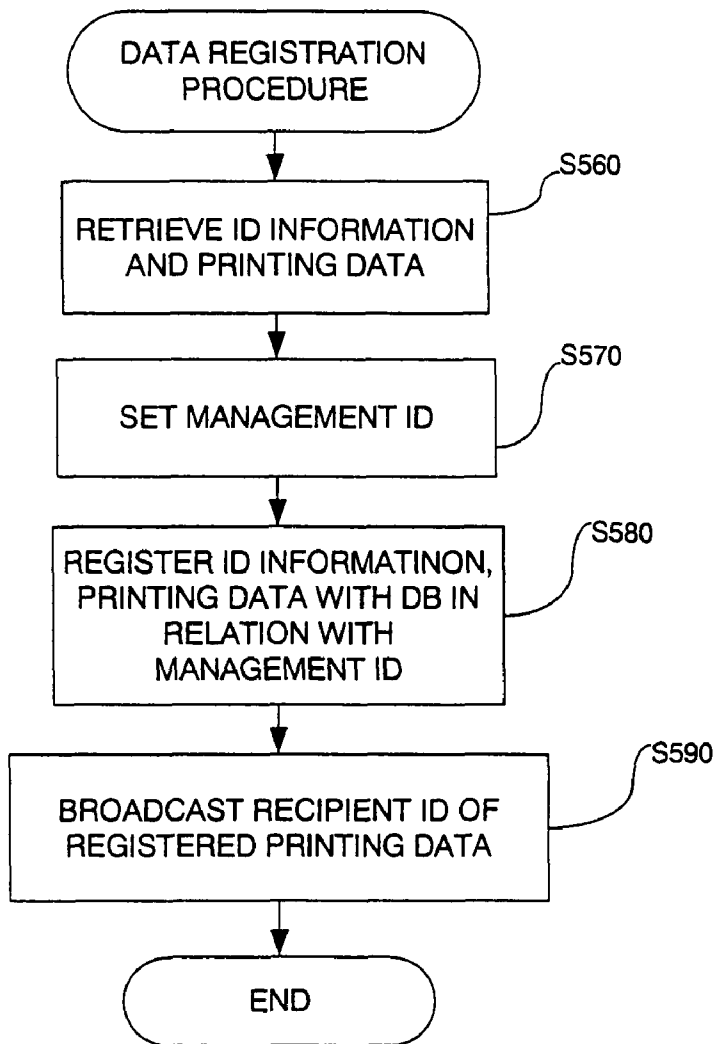 DATA REGISTRATION
PROCEDURE
S560
RETRIEVE ID INFORMATION
AND PRINTING DATA
S570
SET MANAGEMENT ID
S580
REGISTER ID INFORMATINON,
PRINTING DATA WITH DB IN
RELATION WITH
MANAGEMENT ID
S590
BROADCAST RECIPIENT ID OF
REGISTERED PRINTING DATA
END